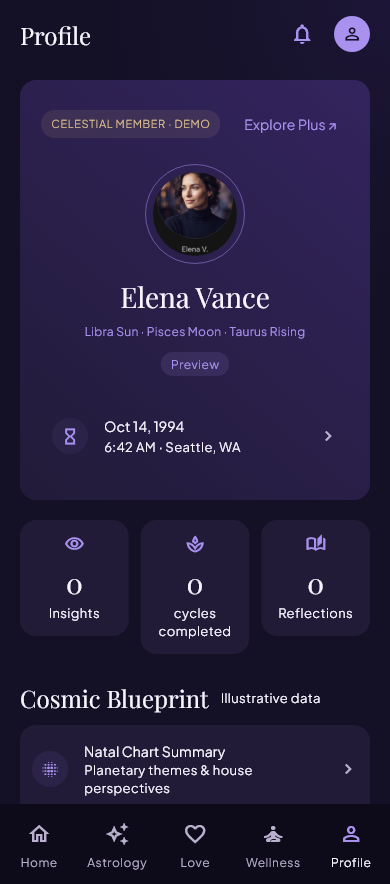 Profile
CELESTIAL MEMBER · DEMO
Explore Plus ↗
Elena V.
Elena Vance
Libra Sun · Pisces Moon · Taurus Rising
Preview
Oct 14, 1994
6:42 AM · Seattle, WA
0
Insights
0
cycles
completed
0
Reflections
Cosmic Blueprint
Illustrative data
Natal Chart Summary
Planetary themes & house
perspectives
Home
Astrology
Love
Wellness
Profile